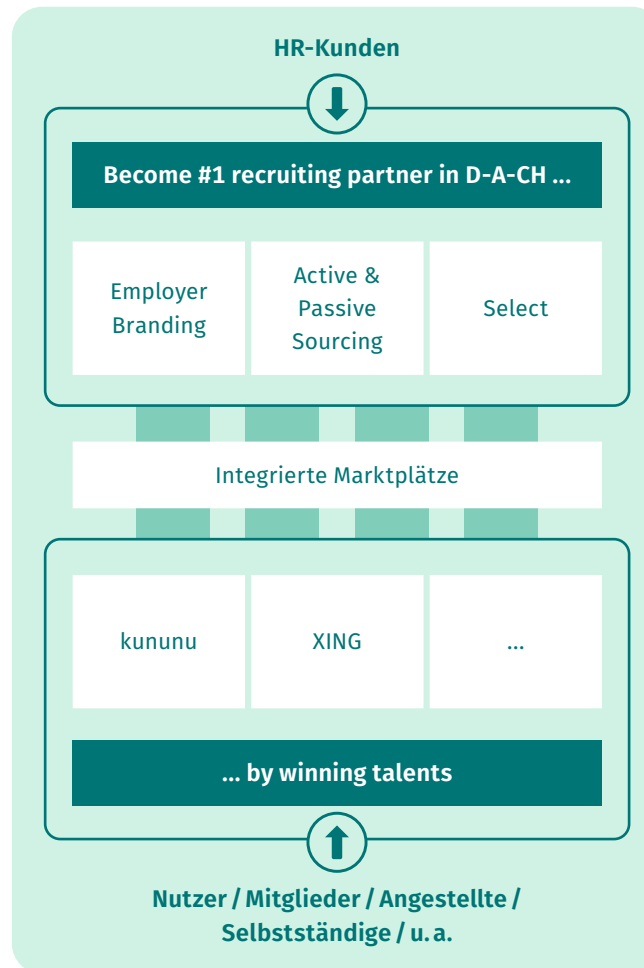 HR-Kunden
Become #1 recruiting partner in D-A-CH ...
Employer
Branding
Active &
Passive
Sourcing
Select
Integrierte Marktplätze
kununu
XING
...
... by winning talents
Nutzer / Mitglieder / Angestellte /
Selbstständige / u. a.